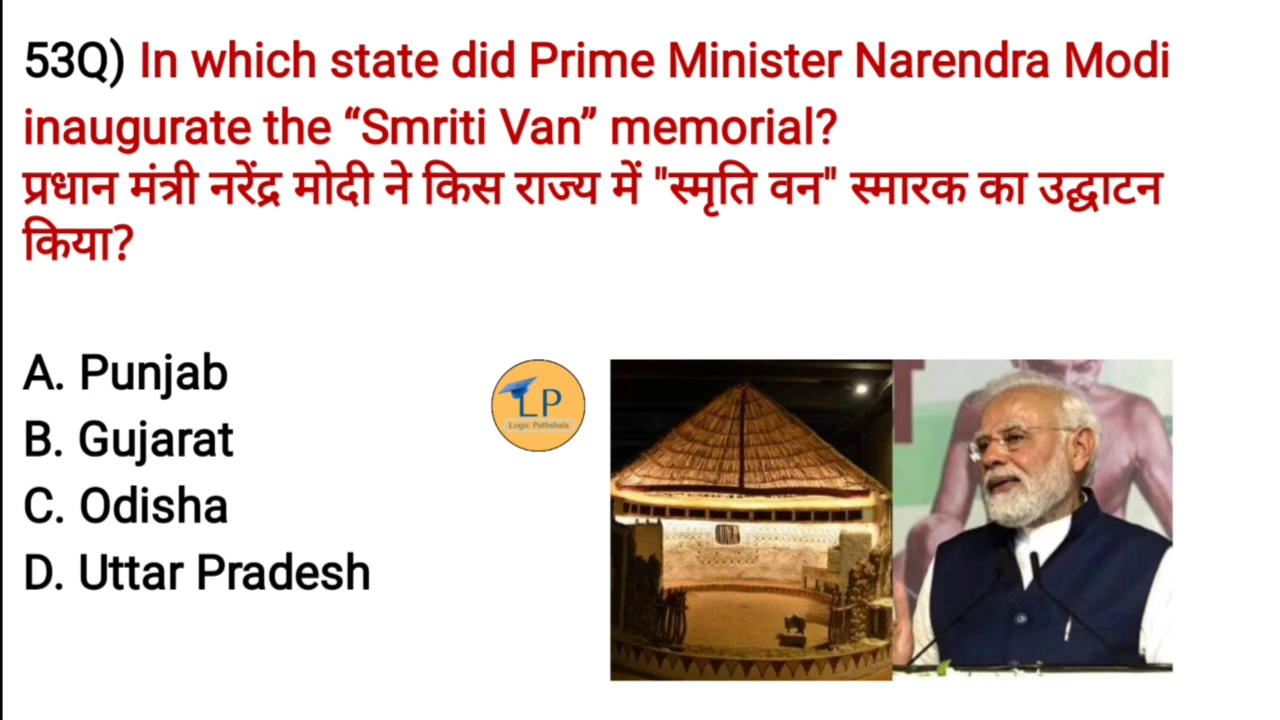 53Q) In which state did Prime Minister Narendra Modi
inaugurate the “Smriti Van” memorial?
प्रधान मंत्री नरेंद्र मोदी ने किस राज्य में "स्मृति वन" स्मारक का उद्घाटन
किया?
A. Punjab
B. Gujarat
C. Odisha
D. Uttar Pradesh
LP
Logic Pathshala